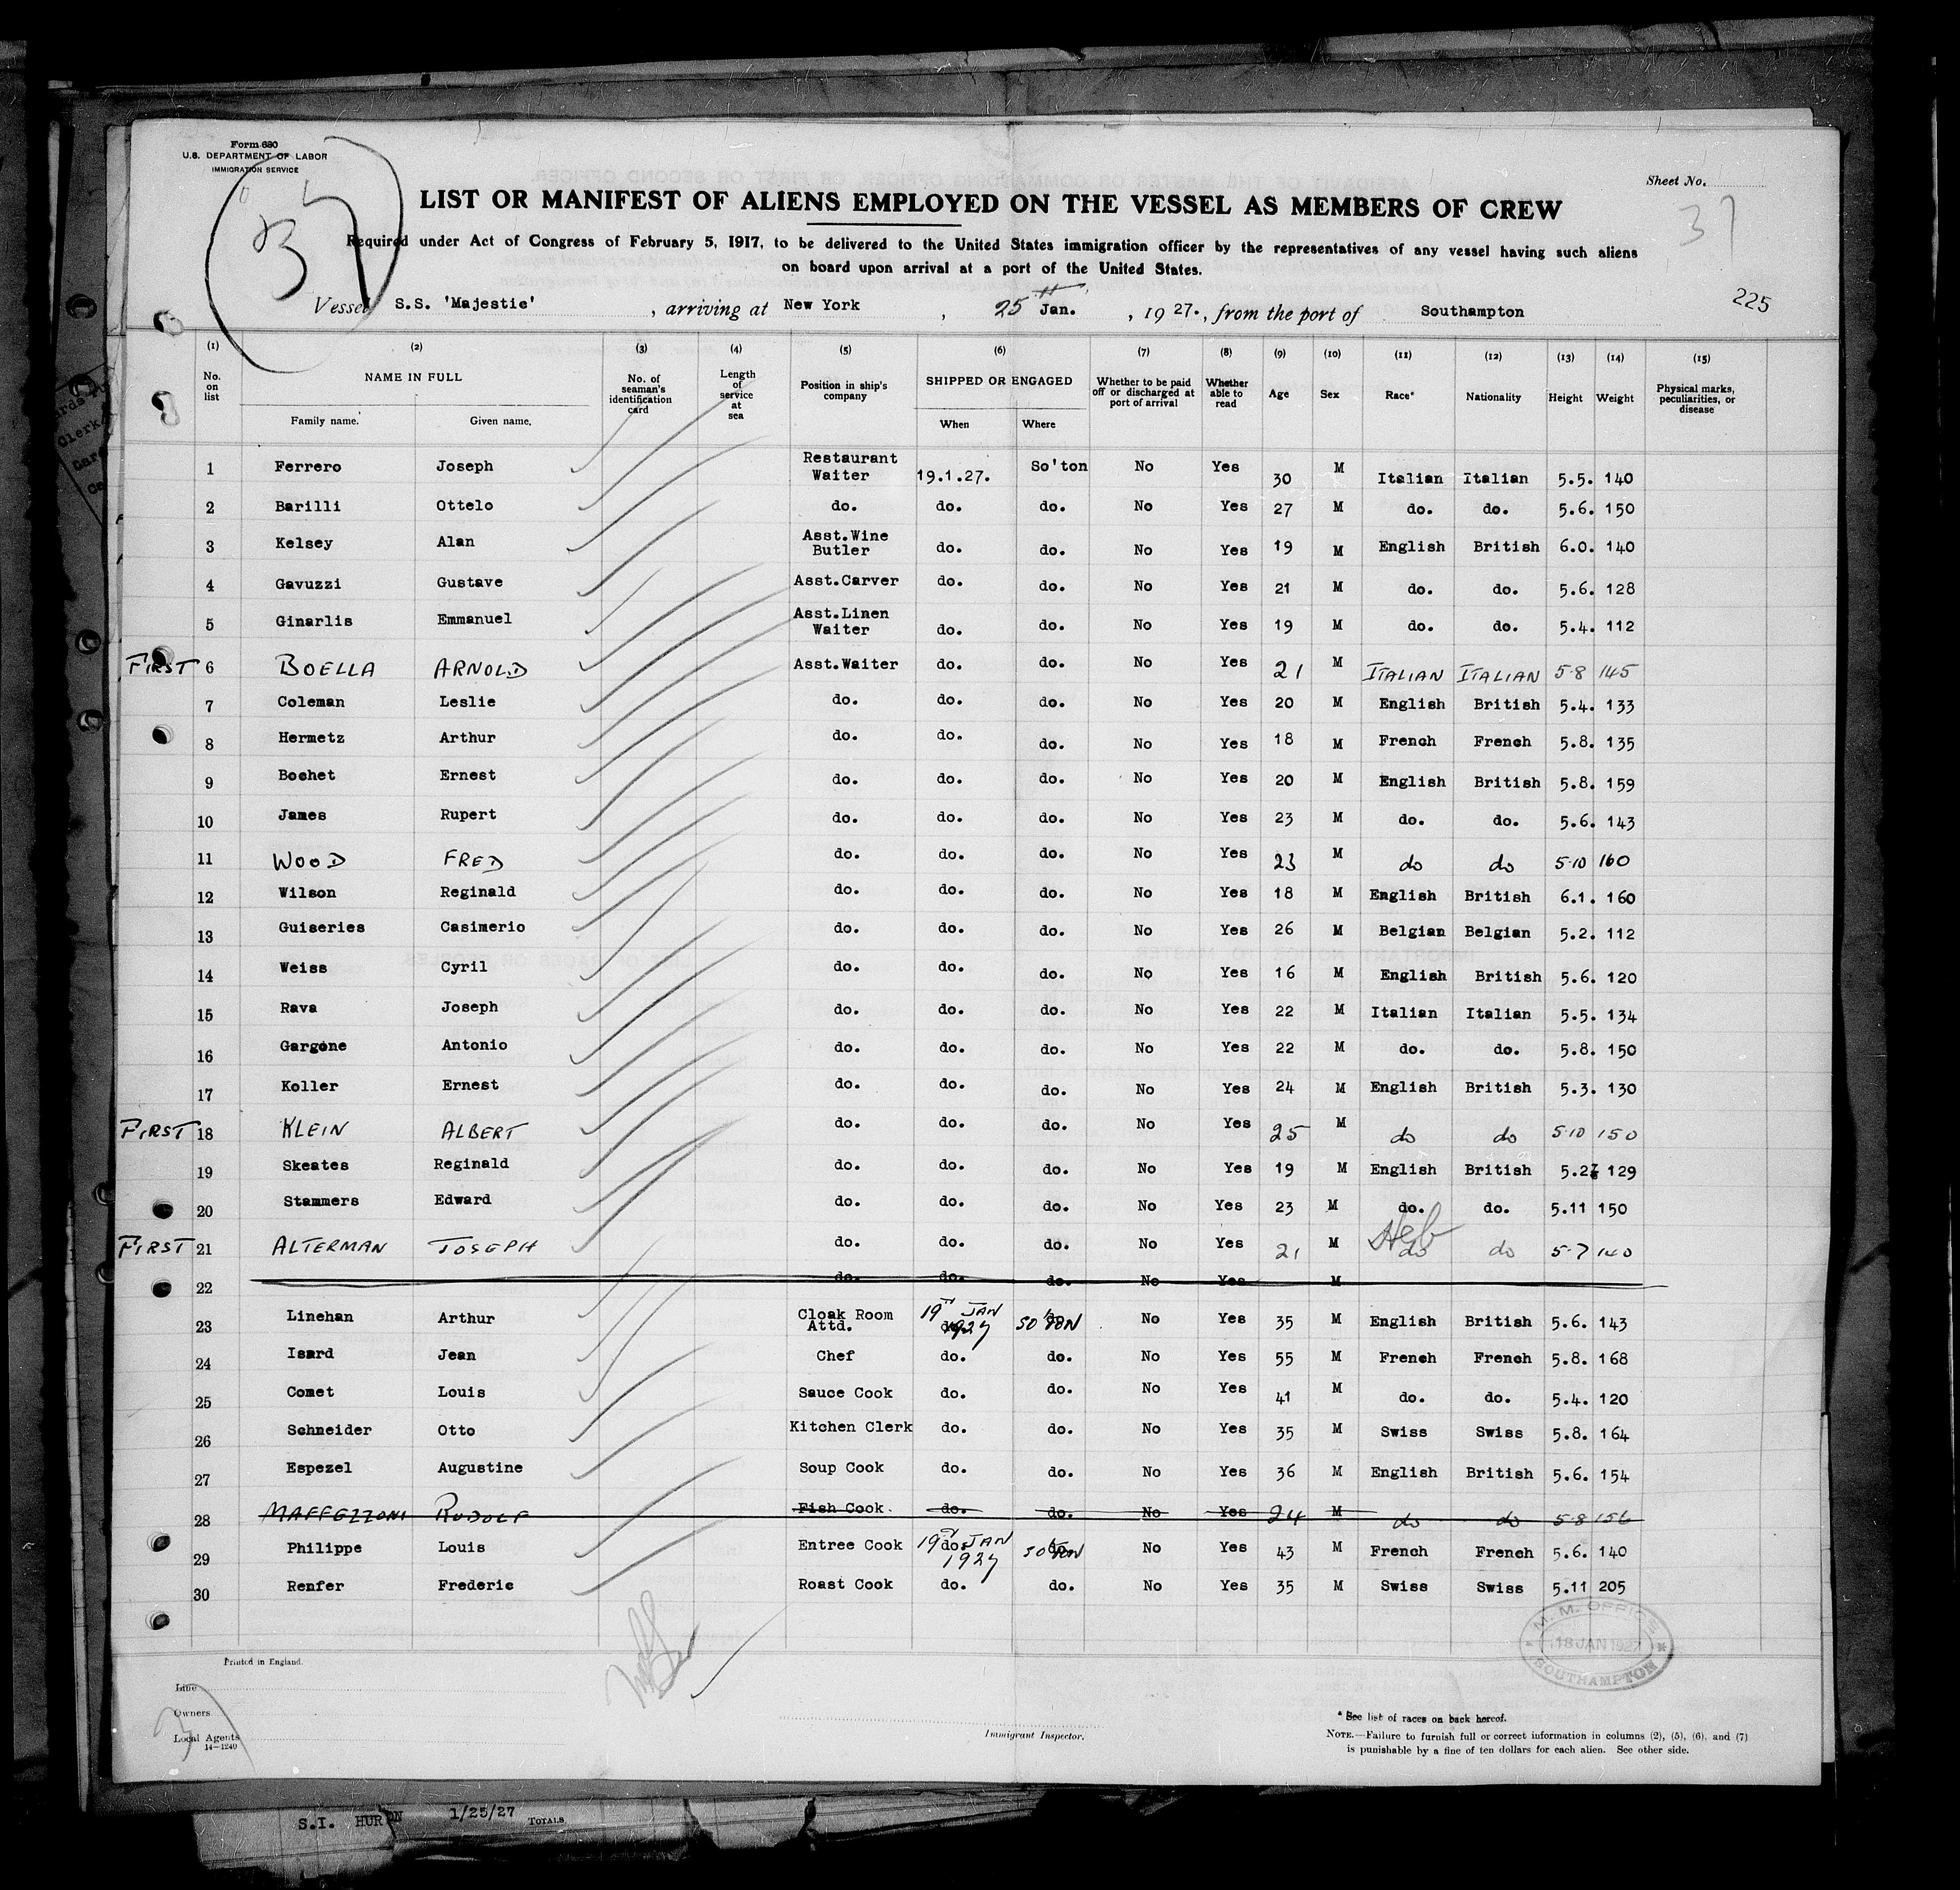 Form 680
U.S. DEPARTMENT OF LABOR
IMMIGRATION SERVICE
37
Sheet No.
37
LIST OR MANIFEST OF ALIENS EMPLOYED ON THE VESSEL AS MEMBERS OF CREW
Required under Act of Congress of February 5, 1917, to be delivered to the United States immigration officer by the representatives of any vessel having such aliens
on board upon arrival at a port of the United States.
225
Vessel S.S. 'Majestic', arriving at New York, 25th Jan., 1927., from the port of Southampton
(1) (2) (3) (4) (5) (6) (7) (8) (9) (10) (11) (12) (13) (14) (15)
No. on list NAME IN FULL No. of seaman's identification card Length of service at sea Position in ship's company SHIPPED OR ENGAGED Whether to be paid off or discharged at port of arrival Whether able to read Age Sex Race* Nationality Height Weight Physical marks, peculiarities, or disease
Family name. Given name. When Where
1 Ferrero Joseph Restaurant Waiter 19.1.27. So'ton No Yes 30 M Italian Italian 5.5. 140
2 Barilli Ottelo do. do. do. No Yes 27 M do. do. 5.6. 150
3 Kelsey Alan Asst.Wine Butler do. do. No Yes 19 M English British 6.0. 140
4 Gavuzzi Gustave Asst.Carver do. do. No Yes 21 M do. do. 5.6. 128
5 Ginarlis Emmanuel Asst.Linen Waiter do. do. No Yes 19 M do. do. 5.4. 112
FIRST 6 BOELLA ARNOLD Asst.Waiter do. do. No Yes 21 M ITALIAN ITALIAN 5.8 145
7 Coleman Leslie do. do. do. No Yes 20 M English British 5.4. 133
8 Hermetz Arthur do. do. do. No Yes 18 M French French 5.8. 135
9 Bochet Ernest do. do. do. No Yes 20 M English British 5.8. 159
10 James Rupert do. do. do. No Yes 23 M do. do. 5.6. 143
11 WOOD FRED do. do. do. No Yes 23 M do do 5.10 160
12 Wilson Reginald do. do. do. No Yes 18 M English British 6.1. 160
13 Guiseries Casimerio do. do. do. No Yes 26 M Belgian Belgian 5.2. 112
14 Weiss Cyril do. do. do. No Yes 16 M English British 5.6. 120
15 Rava Joseph do. do. do. No Yes 22 M Italian Italian 5.5. 134
16 Gargone Antonio do. do. do. No Yes 22 M do. do. 5.8. 150
17 Koller Ernest do. do. do. No Yes 24 M English British 5.3. 130
FIRST 18 KLEIN ALBERT do. do. do. No Yes 25 M do do 5.10 150
19 Skeates Reginald do. do. do. No Yes 19 M English British 5.2 129
20 Stammers Edward do. do. do. No Yes 23 M do. do. 5.11 150
FIRST 21 ALTERMAN JOSEPH do. do. do. No Yes 21 M Heb do do 5.7 140
22 do. do. do. No Yes M
23 Linehan Arthur Cloak Room Attd. 19TH JAN 1927 SO'TON No Yes 35 M English British 5.6. 143
24 Isard Jean Chef do. do. No Yes 55 M French French 5.8. 168
25 Comet Louis Sauce Cook do. do. No Yes 41 M do. do. 5.4. 120
26 Schneider Otto Kitchen Clerk do. do. No Yes 35 M Swiss Swiss 5.8. 164
27 Espezel Augustine Soup Cook do. do. No Yes 36 M English British 5.6. 154
28 MAFFEZZONI RUDOLF Fish Cook. do. do. No Yes 24 M do do 5.8 156
29 Philippe Louis Entree Cook 19TH JAN 1927 SO'TON No Yes 43 M French French 5.6. 140
30 Renfer Frederic Roast Cook do. do. No Yes 35 M Swiss Swiss 5.11 205
M.M. OFFICE
18 JAN 1927
SOUTHAMPTON
Printed in England.
Line
Owners
Local Agents
14—1240
Immigrant Inspector.
* See list of races on back hereof.
NOTE.—Failure to furnish full or correct information in columns (2), (5), (6), and (7)
is punishable by a fine of ten dollars for each alien. See other side.
S.I. HURON 1/25/27 TOTALS